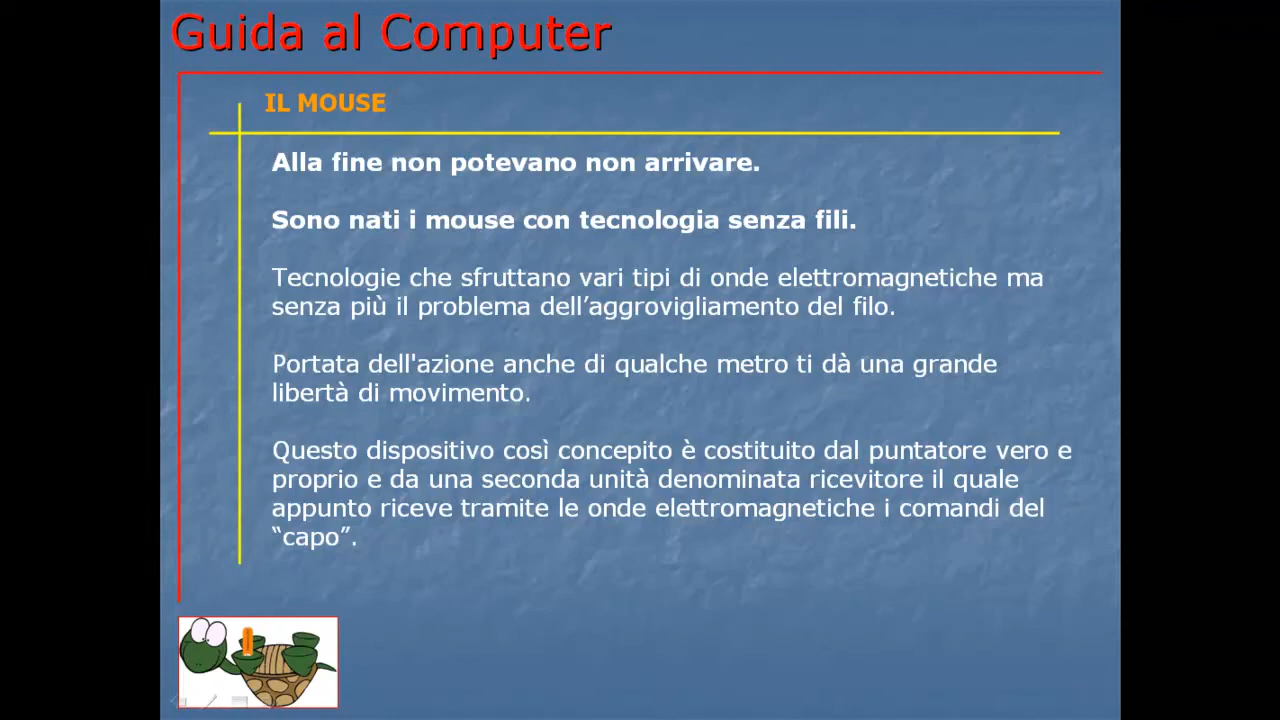 Guida al Computer
IL MOUSE
Alla fine non potevano non arrivare.
Sono nati i mouse con tecnologia senza fili.
Tecnologie che sfruttano vari tipi di onde elettromagnetiche ma
senza più il problema dell’aggrovigliamento del filo.
Portata dell'azione anche di qualche metro ti dà una grande
libertà di movimento.
Questo dispositivo così concepito è costituito dal puntatore vero e
proprio e da una seconda unità denominata ricevitore il quale
appunto riceve tramite le onde elettromagnetiche i comandi del
“capo”.